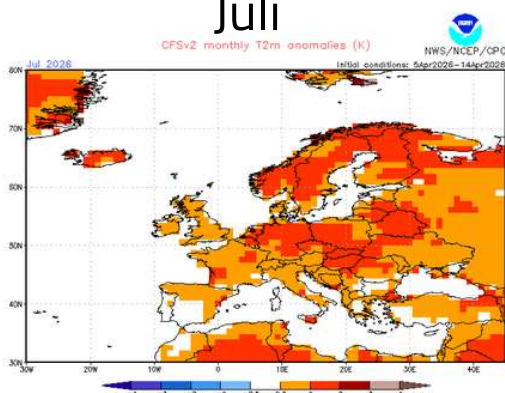 Juli
CFSv2 monthly T2m anomalies (K)
NWS/NCEP/CPC
Jul 2026
Initial conditions: 5Apr2026-14Apr2026
80N
70N
60N
50N
40N
30N
30W 20W 10W 0 10E 20E 30E 40E